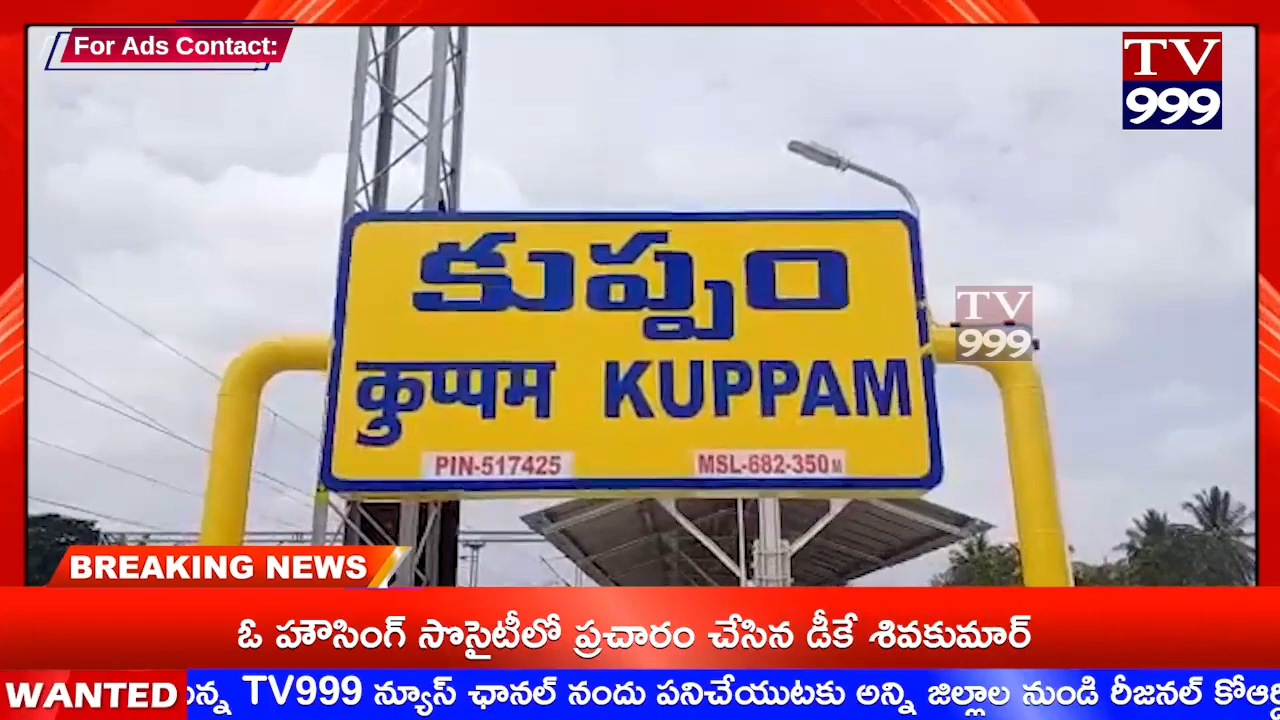 For Ads Contact:
TV
999
కుప్పం
TV
999
कुप्पम KUPPAM
PIN-517425 MSL-682-350M
BREAKING NEWS
ఓ హౌసింగ్ సొసైటీలో ప్రచారం చేసిన డీకే శివకుమార్
WANTED TV999 న్యూస్ ఛానల్ నందు పనిచేయుటకు అన్ని జిల్లాల నుండి రీజనల్